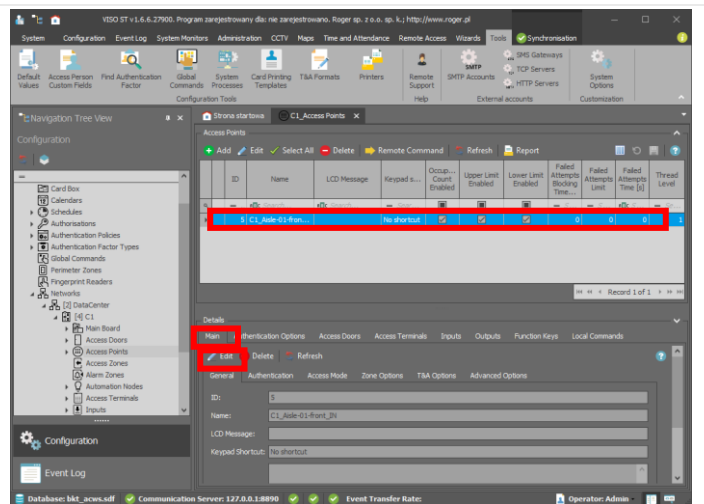 VISO ST v1.6.6.27900. Program zarejestrowany dla: nie zarejestrowano. Roger sp. z o.o. sp. k.; http://www.roger.pl
System Configuration Event Log System Monitors Administration CCTV Maps Time and Attendance Remote Access Wizards Tools Synchronisation
Default Values
Access Person Custom Fields
Find Authentication Factor
Global Commands
System Processes
Card Printing Templates
T&A Formats
Printers
Remote Support
SMTP
SMTP Accounts
SMS Gateways
TCP Servers
HTTP Servers
System Options
Configuration Tools
Help
External accounts
Customization
Navigation Tree View
Strona startowa
C1_Access Points
Configuration
Card Box
Calendars
Schedules
Authorisations
Authentication Policies
Authentication Factor Types
Global Commands
Perimeter Zones
Fingerprint Readers
Networks
[2] DataCenter
[4] C1
Main Board
Access Doors
Access Points
Access Zones
Alarm Zones
Automation Nodes
Access Terminals
Inputs
Configuration
Event Log
Access Points
Add Edit Select All Delete Remote Command Refresh Report
ID Name LCD Message Keypad s... Occup... Count Enabled Upper Limit Enabled Lower Limit Enabled Failed Attempts Blocking Time... Failed Attempts Limit Failed Attempts Time [s] Thread Level
5 C1_Aisle-01-fron... No shortcut 0 0 0 1
Record 1 of 1
Details
Main Authentication Options Access Doors Access Terminals Inputs Outputs Function Keys Local Commands
Edit Delete Refresh
General Authentication Access Mode Zone Options T&A Options Advanced Options
ID: 5
Name: C1_Aisle-01-front_IN
LCD Message:
Keypad Shortcut: No shortcut
Database: bkt_acws.sdf Communication Server: 127.0.0.1:8890 Event Transfer Rate: Operator: Admin